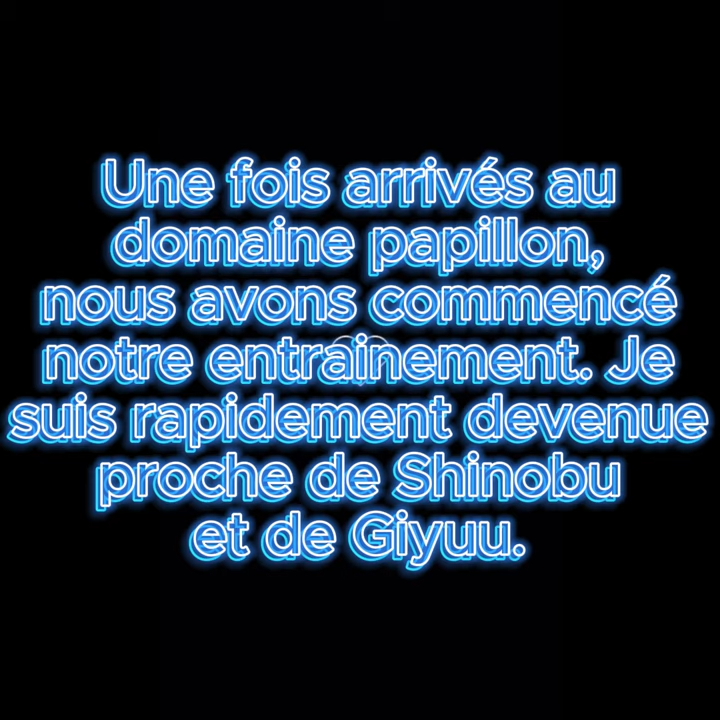 Une fois arrivés au
domaine papillon,
nous avons commencé
notre entrainement. Je
suis rapidement devenue
proche de Shinobu
et de Giyuu.